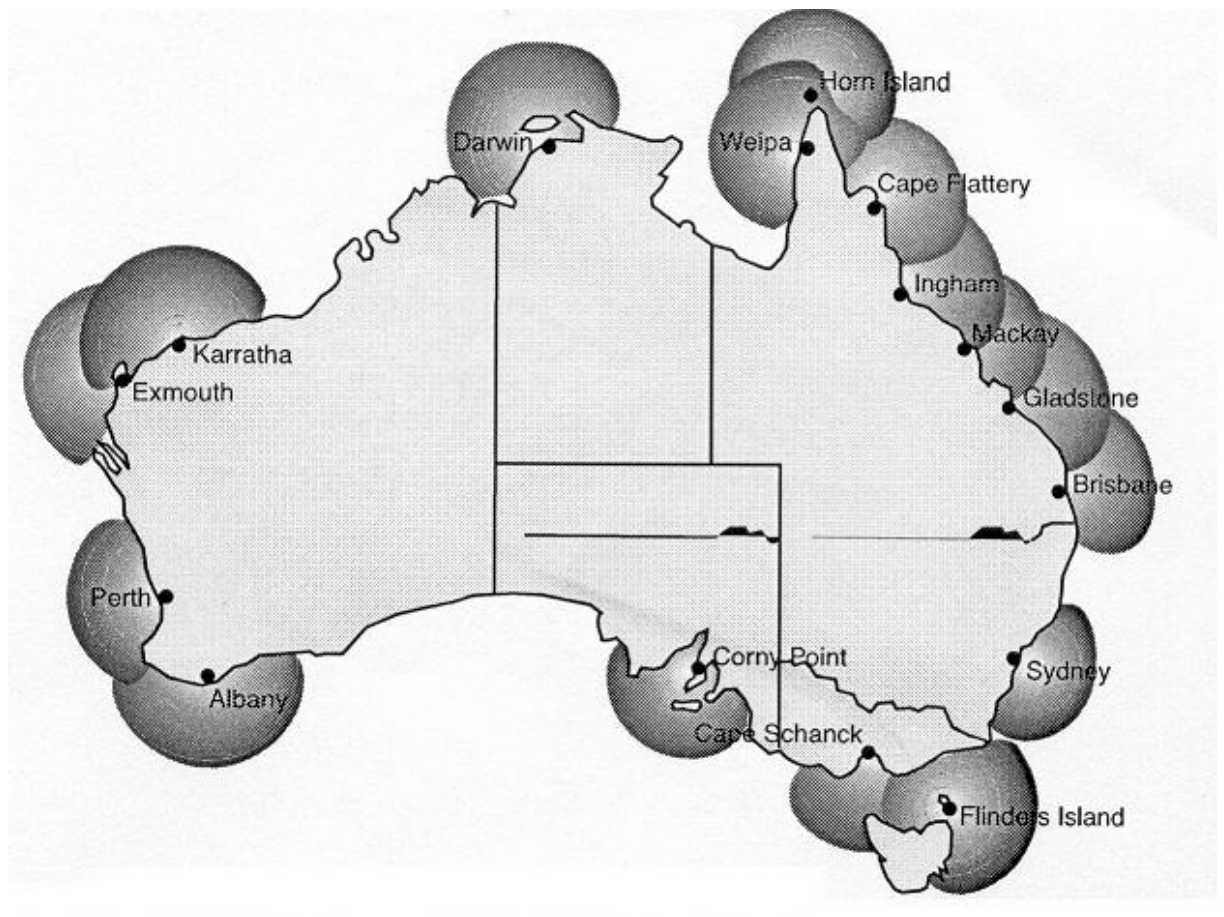 Horn Island
Darwin
Weipa
Cape Flattery
Ingham
Mackay
Karratha
Exmouth
Gladstone
Brisbane
Perth
Corny Point
Sydney
Albany
Cape Schanck
Flinders Island